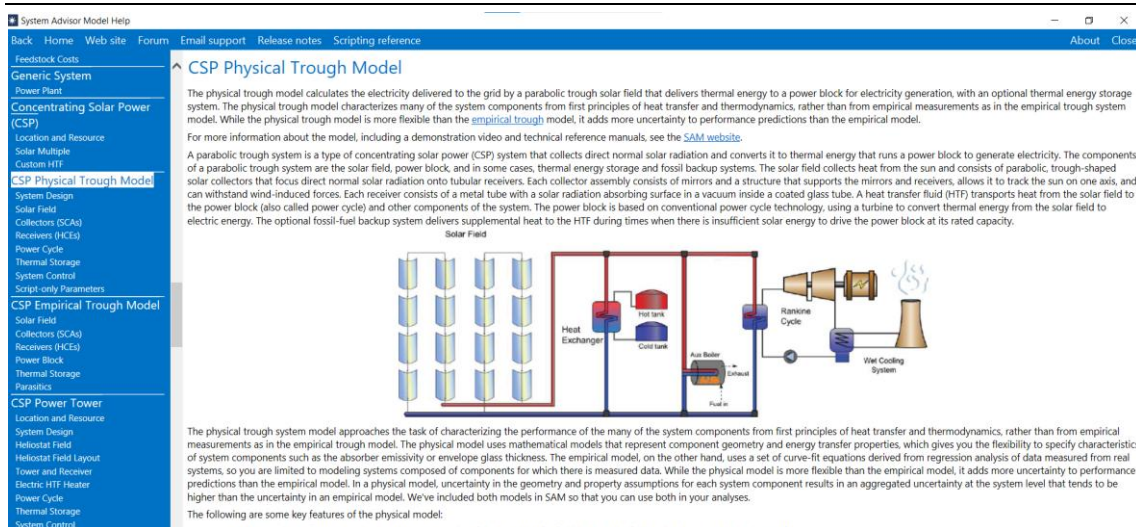 System Advisor Model Help
Back Home Web site Forum Email support Release notes Scripting reference About Close
Feedstock Costs
Generic System
Power Plant
Concentrating Solar Power
(CSP)
Location and Resource
Solar Multiple
Custom HTF
CSP Physical Trough Model
System Design
Solar Field
Collectors (SCAs)
Receivers (HCEs)
Power Cycle
Thermal Storage
System Control
Script-only Parameters
CSP Empirical Trough Model
Solar Field
Collectors (SCAs)
Receivers (HCEs)
Power Block
Thermal Storage
Parasitics
CSP Power Tower
Location and Resource
System Design
Heliostat Field
Heliostat Field Layout
Tower and Receiver
Electric HTF Heater
Power Cycle
Thermal Storage
System Control
CSP Physical Trough Model
The physical trough model calculates the electricity delivered to the grid by a parabolic trough solar field that delivers thermal energy to a power block for electricity generation, with an optional thermal energy storage
system. The physical trough model characterizes many of the system components from first principles of heat transfer and thermodynamics, rather than from empirical measurements as in the empirical trough system
model. While the physical trough model is more flexible than the empirical trough model, it adds more uncertainty to performance predictions than the empirical model.
For more information about the model, including a demonstration video and technical reference manuals, see the SAM website.
A parabolic trough system is a type of concentrating solar power (CSP) system that collects direct normal solar radiation and converts it to thermal energy that runs a power block to generate electricity. The components
of a parabolic trough system are the solar field, power block, and in some cases, thermal storage and fossil backup systems. The solar field collects heat from the sun and consists of parabolic, trough-shaped
solar collectors that focus direct normal solar radiation onto tubular receivers. Each collector assembly consists of mirrors and a structure that supports the mirrors and receivers, allows it to track the sun on one axis, and
can withstand wind-induced forces. Each receiver consists of a metal tube with a solar radiation absorbing surface in a vacuum inside a coated glass tube. A heat transfer fluid (HTF) transports heat from the solar field to
the power block (also called power cycle) and other components of the system. The power block is based on conventional power cycle technology, using a turbine to convert thermal energy from the solar field to
electric energy. The optional fossil-fuel backup system delivers supplemental heat to the HTF during times when there is insufficient solar energy to drive the power block at its rated capacity.
Solar Field
Hot tank
Heat
Exchanger
Cold tank
Aux Boiler
Exhaust
Fuel in
Rankine
Cycle
Wet Cooling
System
The physical trough system model approaches the task of characterizing the performance of the many of the system components from first principles of heat transfer and thermodynamics, rather than from empirical
measurements as in the empirical trough model. The physical model uses mathematical models that represent component geometry and energy transfer properties, which gives you the flexibility to specify characteristics
of system components such as the absorber emissivity or envelope glass thickness. The empirical model, on the other hand, uses a set of curve-fit equations derived from regression analysis of data measured from real
systems, so you are limited to modeling systems composed of components for which there is measured data. While the physical model is more flexible than the empirical model, it adds more uncertainty to performance
predictions than the empirical model. In a physical model, uncertainty in the geometry and property assumptions for each system component results in an aggregated uncertainty at the system level that tends to be
higher than the uncertainty in an empirical model. We've included both models in SAM so that you can use both in your analyses.
The following are some key features of the physical model: